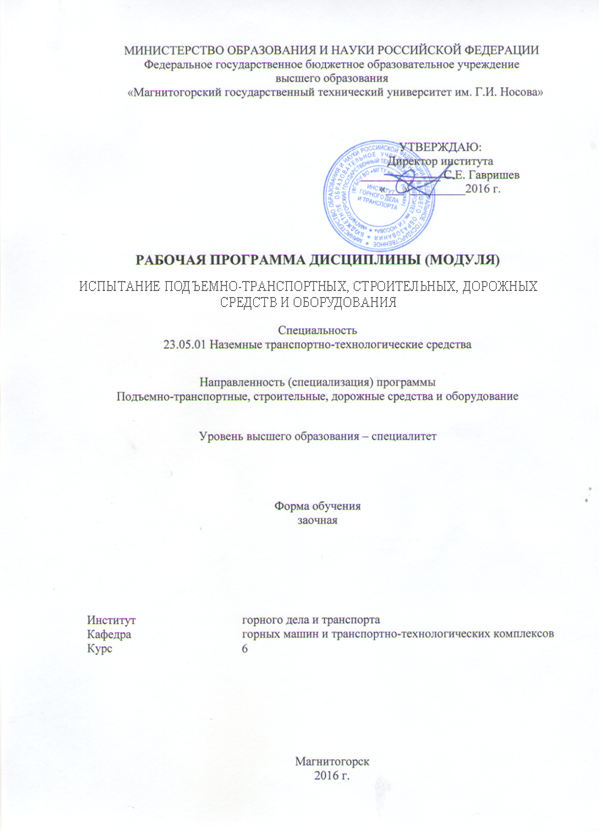 МИНИСТЕРСТВО ОБРАЗОВАНИЯ И НАУКИ РОССИЙСКОЙ ФЕДЕРАЦИИ
Федеральное государственное бюджетное образовательное учреждение
высшего образования
«Магнитогорский государственный технический университет им. Г.И. Носова»
УТВЕРЖДАЮ:
Директор института
С.Е. Гавришев
2016 г.
ИНСТИТУТ
ГОРНОГО ДЕЛА
И ТРАНСПОРТА
РАБОЧАЯ ПРОГРАММА ДИСЦИПЛИНЫ (МОДУЛЯ)
ИСПЫТАНИЕ ПОДЪЕМНО-ТРАНСПОРТНЫХ, СТРОИТЕЛЬНЫХ, ДОРОЖНЫХ
СРЕДСТВ И ОБОРУДОВАНИЯ
Специальность
23.05.01 Наземные транспортно-технологические средства
Направленность (специализация) программы
Подъемно-транспортные, строительные, дорожные средства и оборудование
Уровень высшего образования – специалитет
Форма обучения
заочная
Институт горного дела и транспорта
Кафедра горных машин и транспортно-технологических комплексов
Курс 6
Магнитогорск
2016 г.